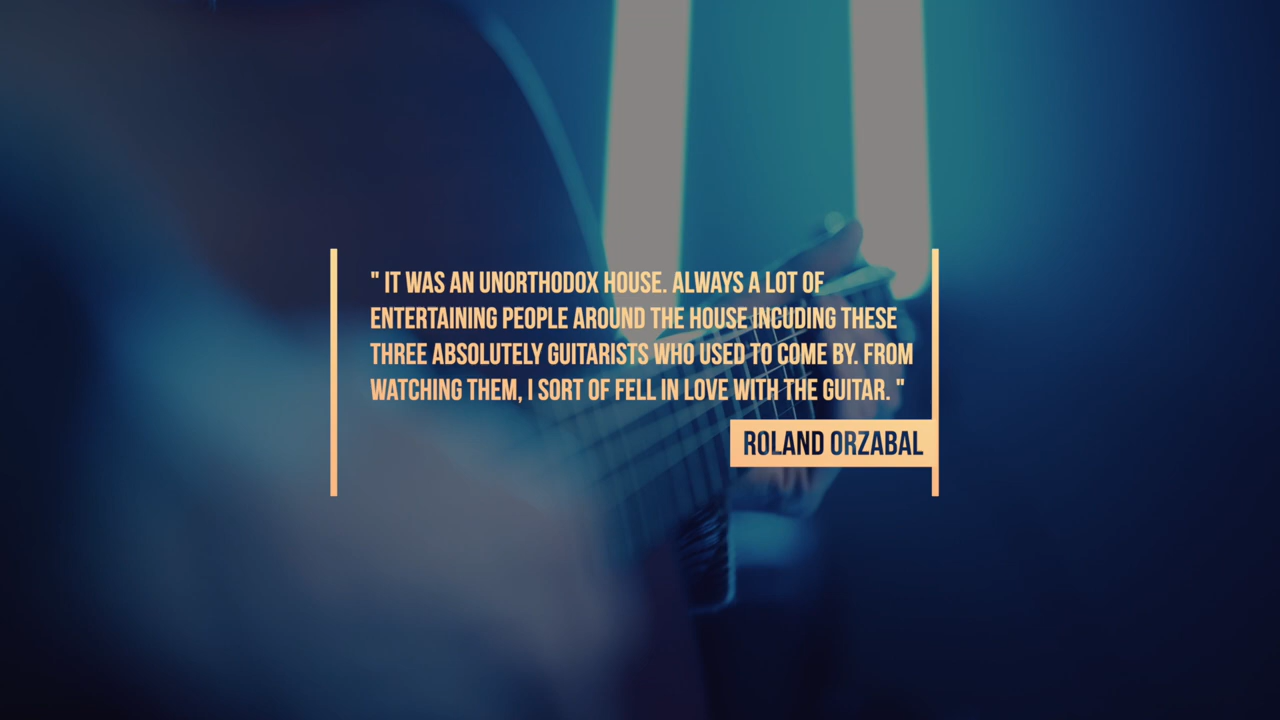 " IT WAS AN UNORTHODOX HOUSE. ALWAYS A LOT OF
ENTERTAINING PEOPLE AROUND THE HOUSE INCUDING THESE
THREE ABSOLUTELY GUITARISTS WHO USED TO COME BY. FROM
WATCHING THEM, I SORT OF FELL IN LOVE WITH THE GUITAR. "
ROLAND ORZABAL